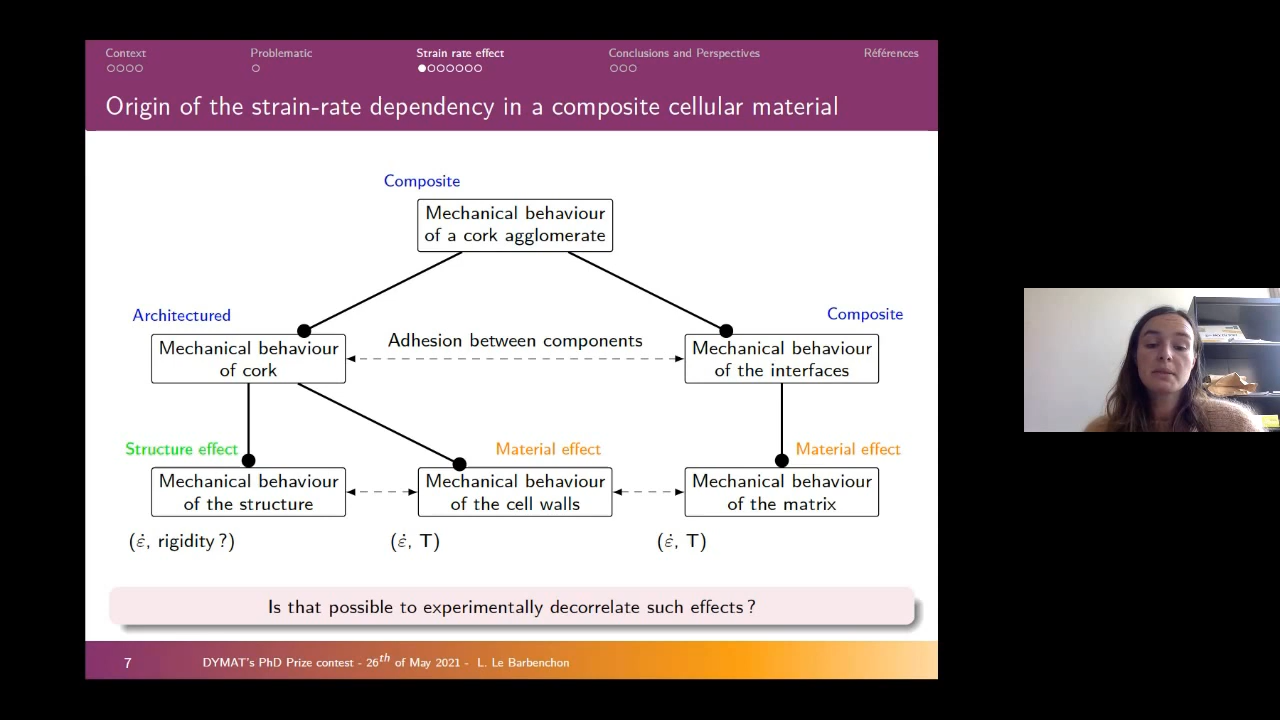 Context
Problematic
Strain rate effect
Conclusions and Perspectives
Références
Origin of the strain-rate dependency in a composite cellular material
Composite
Mechanical behaviour
of a cork agglomerate
Architectured
Composite
Adhesion between components
Mechanical behaviour
of cork
Mechanical behaviour
of the interfaces
Structure effect
Material effect
Material effect
Mechanical behaviour
of the structure
Mechanical behaviour
of the cell walls
Mechanical behaviour
of the matrix
(ε̇, rigidity ?)
(ε̇, T)
(ε̇, T)
Is that possible to experimentally decorrelate such effects ?
7
DYMAT's PhD Prize contest - 26th of May 2021 - L. Le Barbenchon